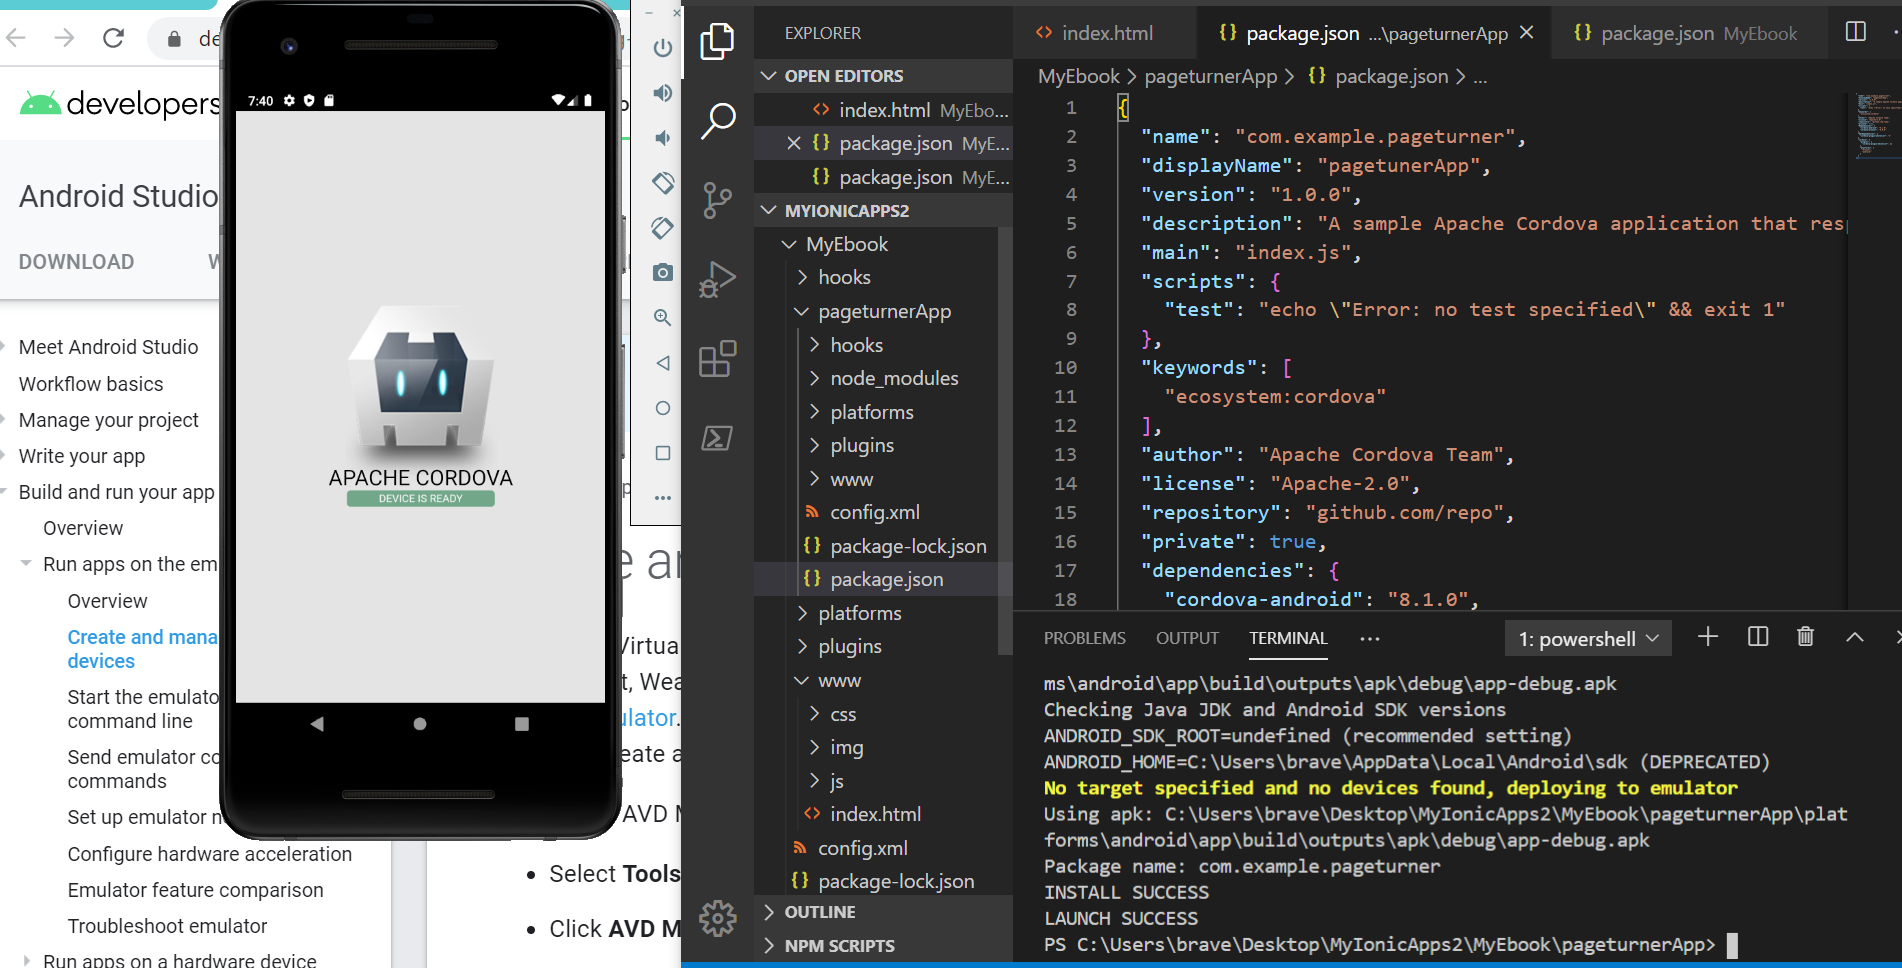 de
developers
Android Studio
DOWNLOAD
Meet Android Studio
Workflow basics
Manage your project
Write your app
Build and run your app
Overview
Run apps on the em
Overview
Create and mana
devices
Start the emulato
command line
Send emulator co
commands
Set up emulator n
Configure hardware acceleration
Emulator feature comparison
Troubleshoot emulator
Run apps on a hardware device
7:40
APACHE CORDOVA
DEVICE IS READY
e ar
Virtua
t, Wea
ulator.
eate a
AVD M
Select Tools
Click AVD M
EXPLORER
OPEN EDITORS
index.html MyEbo...
package.json MyE...
package.json MyE...
MYIONICAPPS2
MyEbook
hooks
pageturnerApp
hooks
node_modules
platforms
plugins
www
config.xml
package-lock.json
package.json
platforms
plugins
www
css
img
js
index.html
config.xml
package-lock.json
OUTLINE
NPM SCRIPTS
index.html
package.json ...\pageturnerApp
package.json MyEbook
MyEbook > pageturnerApp > {} package.json > ...
1 {
2 "name": "com.example.pageturner",
3 "displayName": "pagetunerApp",
4 "version": "1.0.0",
5 "description": "A sample Apache Cordova application that resp
6 "main": "index.js",
7 "scripts": {
8 "test": "echo \"Error: no test specified\" && exit 1"
9 },
10 "keywords": [
11 "ecosystem:cordova"
12 ],
13 "author": "Apache Cordova Team",
14 "license": "Apache-2.0",
15 "repository": "github.com/repo",
16 "private": true,
17 "dependencies": {
18 "cordova-android": "8.1.0",
PROBLEMS OUTPUT TERMINAL ... 1: powershell
ms\android\app\build\outputs\apk\debug\app-debug.apk
Checking Java JDK and Android SDK versions
ANDROID_SDK_ROOT=undefined (recommended setting)
ANDROID_HOME=C:\Users\brave\AppData\Local\Android\sdk (DEPRECATED)
No target specified and no devices found, deploying to emulator
Using apk: C:\Users\brave\Desktop\MyIonicApps2\MyEbook\pageturnerApp\plat
forms\android\app\build\outputs\apk\debug\app-debug.apk
Package name: com.example.pageturner
INSTALL SUCCESS
LAUNCH SUCCESS
PS C:\Users\brave\Desktop\MyIonicApps2\MyEbook\pageturnerApp>